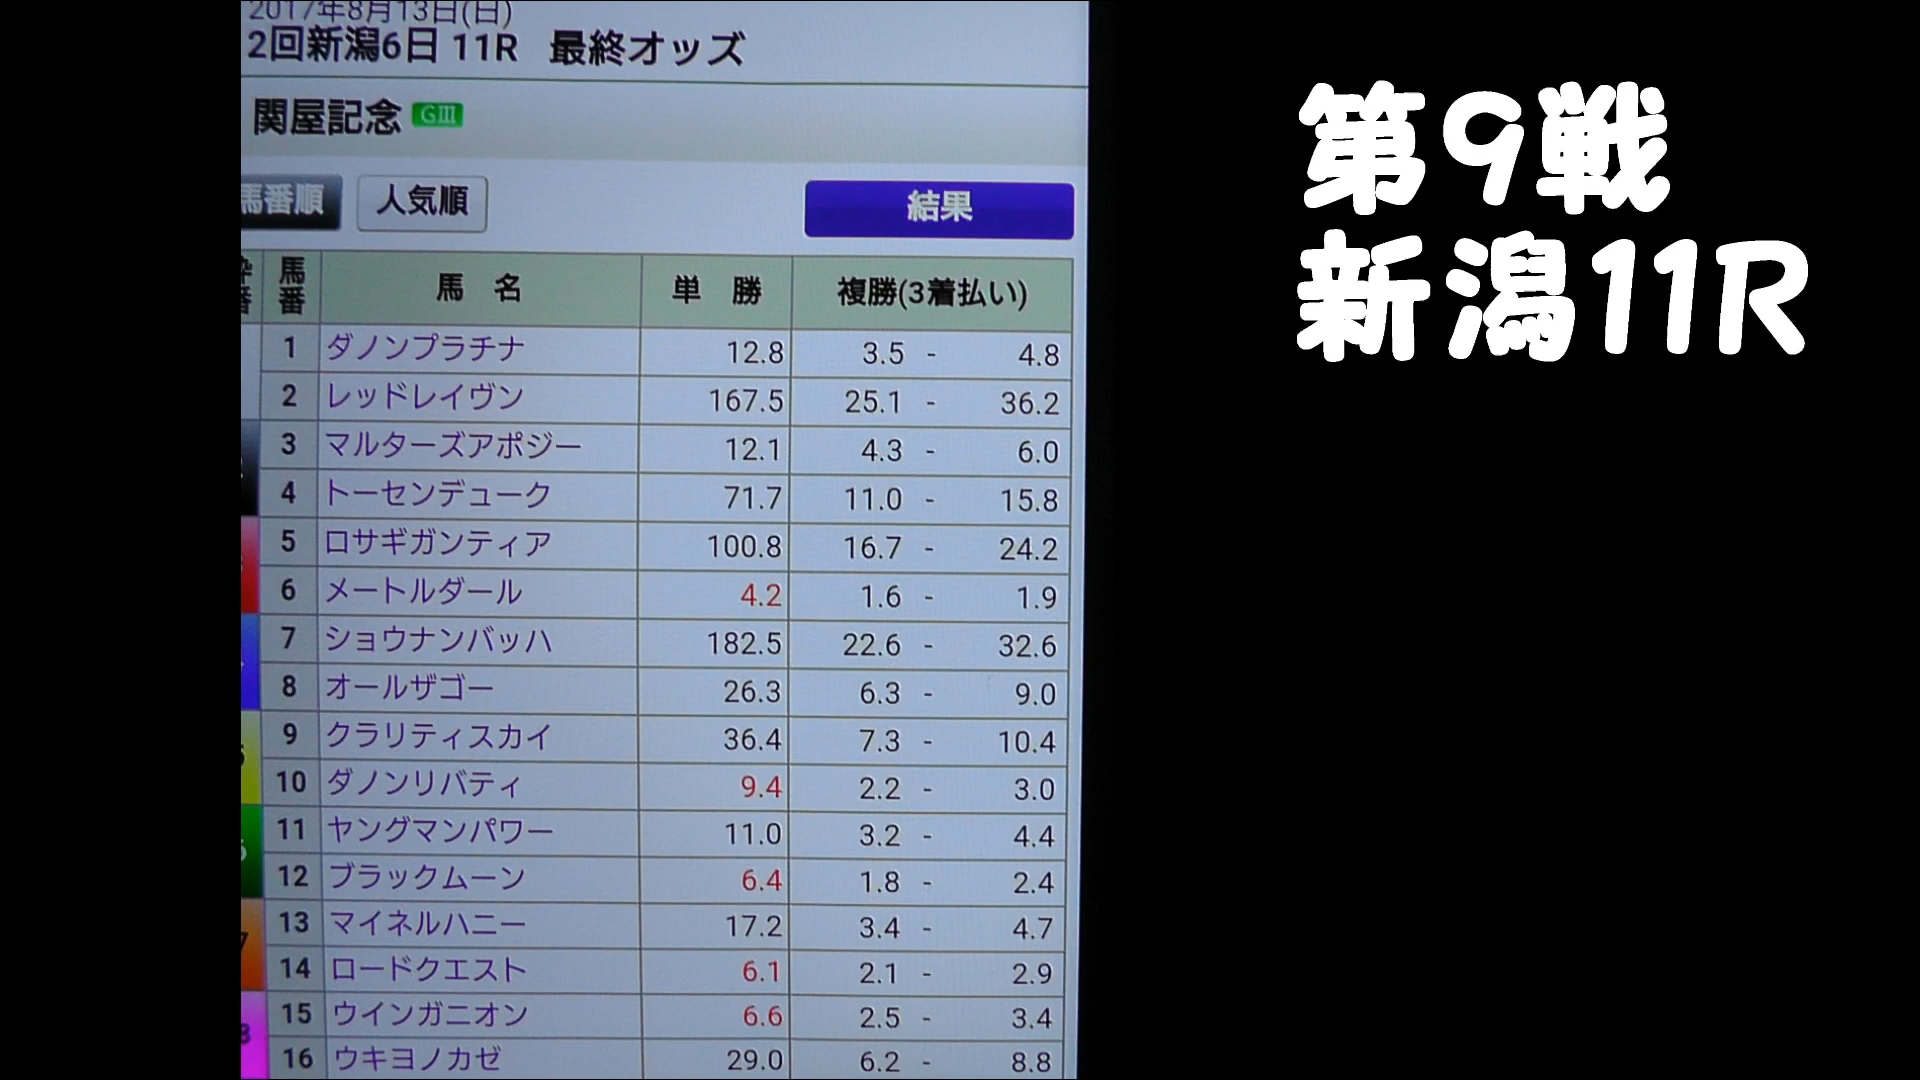 2017年8月13日(日)
2回新潟6日 11R 最終オッズ
関屋記念 GⅢ
馬番順 人気順 結果
枠番 馬番 馬 名 単 勝 複勝(3着払い)
1 ダノンプラチナ 12.8 3.5 - 4.8
2 レッドレイヴン 167.5 25.1 - 36.2
3 マルターズアポジー 12.1 4.3 - 6.0
4 トーセンデューク 71.7 11.0 - 15.8
5 ロサギガンティア 100.8 16.7 - 24.2
6 メートルダール 4.2 1.6 - 1.9
7 ショウナンバッハ 182.5 22.6 - 32.6
8 オールザゴー 26.3 6.3 - 9.0
9 クラリティスカイ 36.4 7.3 - 10.4
10 ダノンリバティ 9.4 2.2 - 3.0
11 ヤングマンパワー 11.0 3.2 - 4.4
12 ブラックムーン 6.4 1.8 - 2.4
13 マイネルハニー 17.2 3.4 - 4.7
14 ロードクエスト 6.1 2.1 - 2.9
15 ウインガニオン 6.6 2.5 - 3.4
16 ウキヨノカゼ 29.0 6.2 - 8.8
第9戦
新潟11R